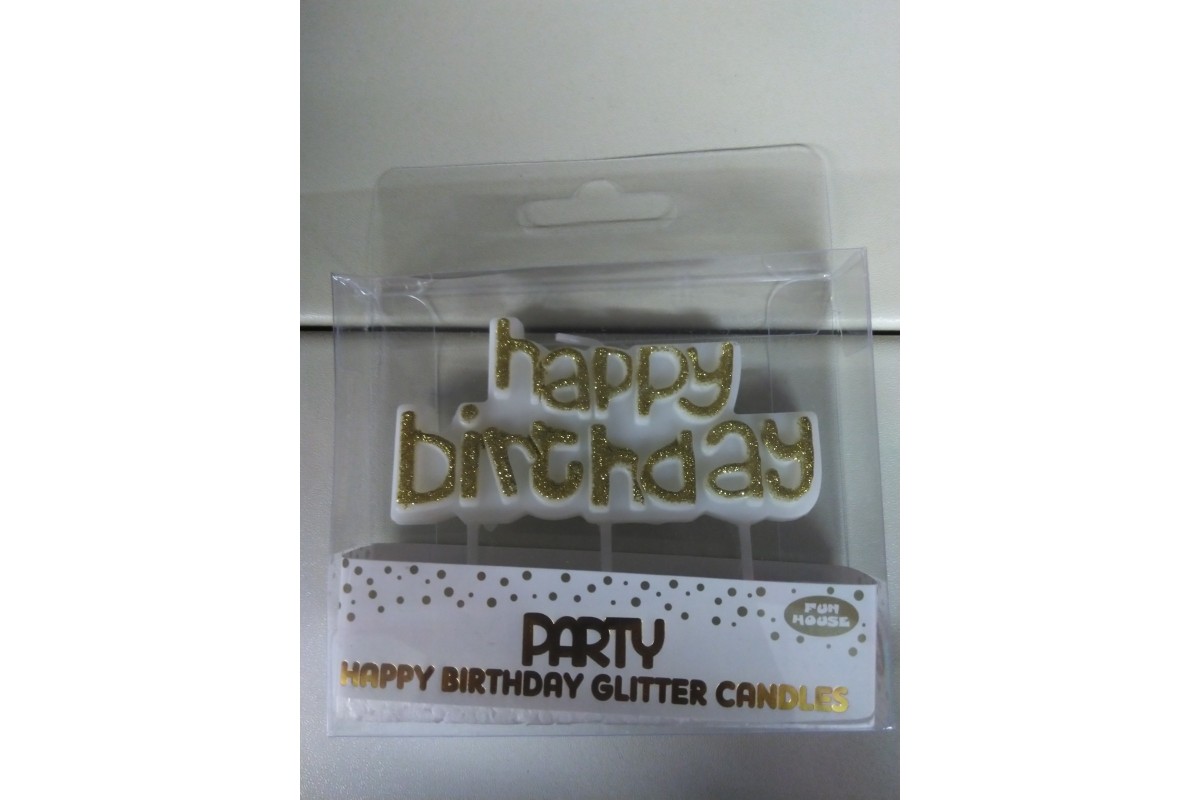 happy
birthday
FUN
HOUSE
PARTY
HAPPY BIRTHDAY GLITTER CANDLES